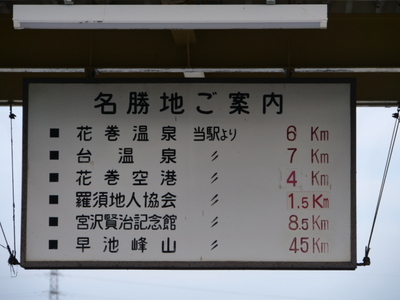 名勝地ご案内
■ 花巻温泉 当駅より 6 Km
■ 台温泉 〃 7 Km
■ 花巻空港 〃 4 Km
■ 羅須地人協会 〃 1.5 Km
■ 宮沢賢治記念館 〃 8.5 Km
■ 早池峰山 〃 45 Km